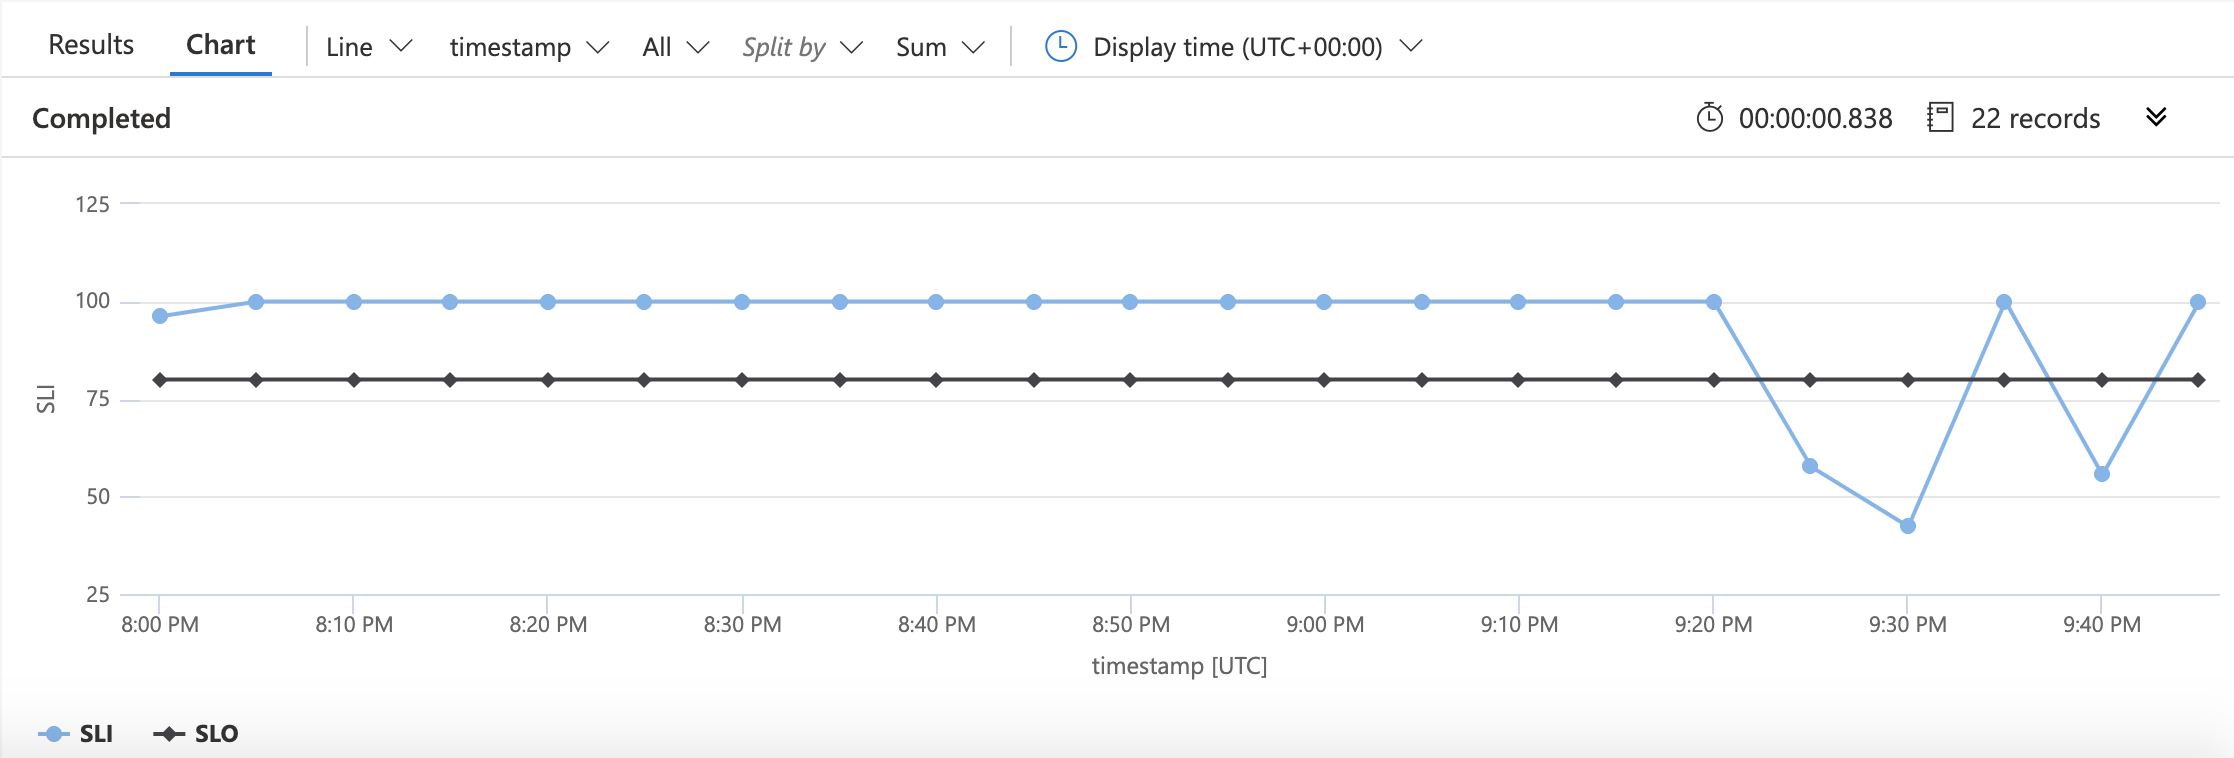 Results Chart Line timestamp All Split by Sum Display time (UTC+00:00)
Completed 00:00:00.838 22 records
125
100
75
50
25
SLI
8:00 PM 8:10 PM 8:20 PM 8:30 PM 8:40 PM 8:50 PM 9:00 PM 9:10 PM 9:20 PM 9:30 PM 9:40 PM
timestamp [UTC]
SLI SLO